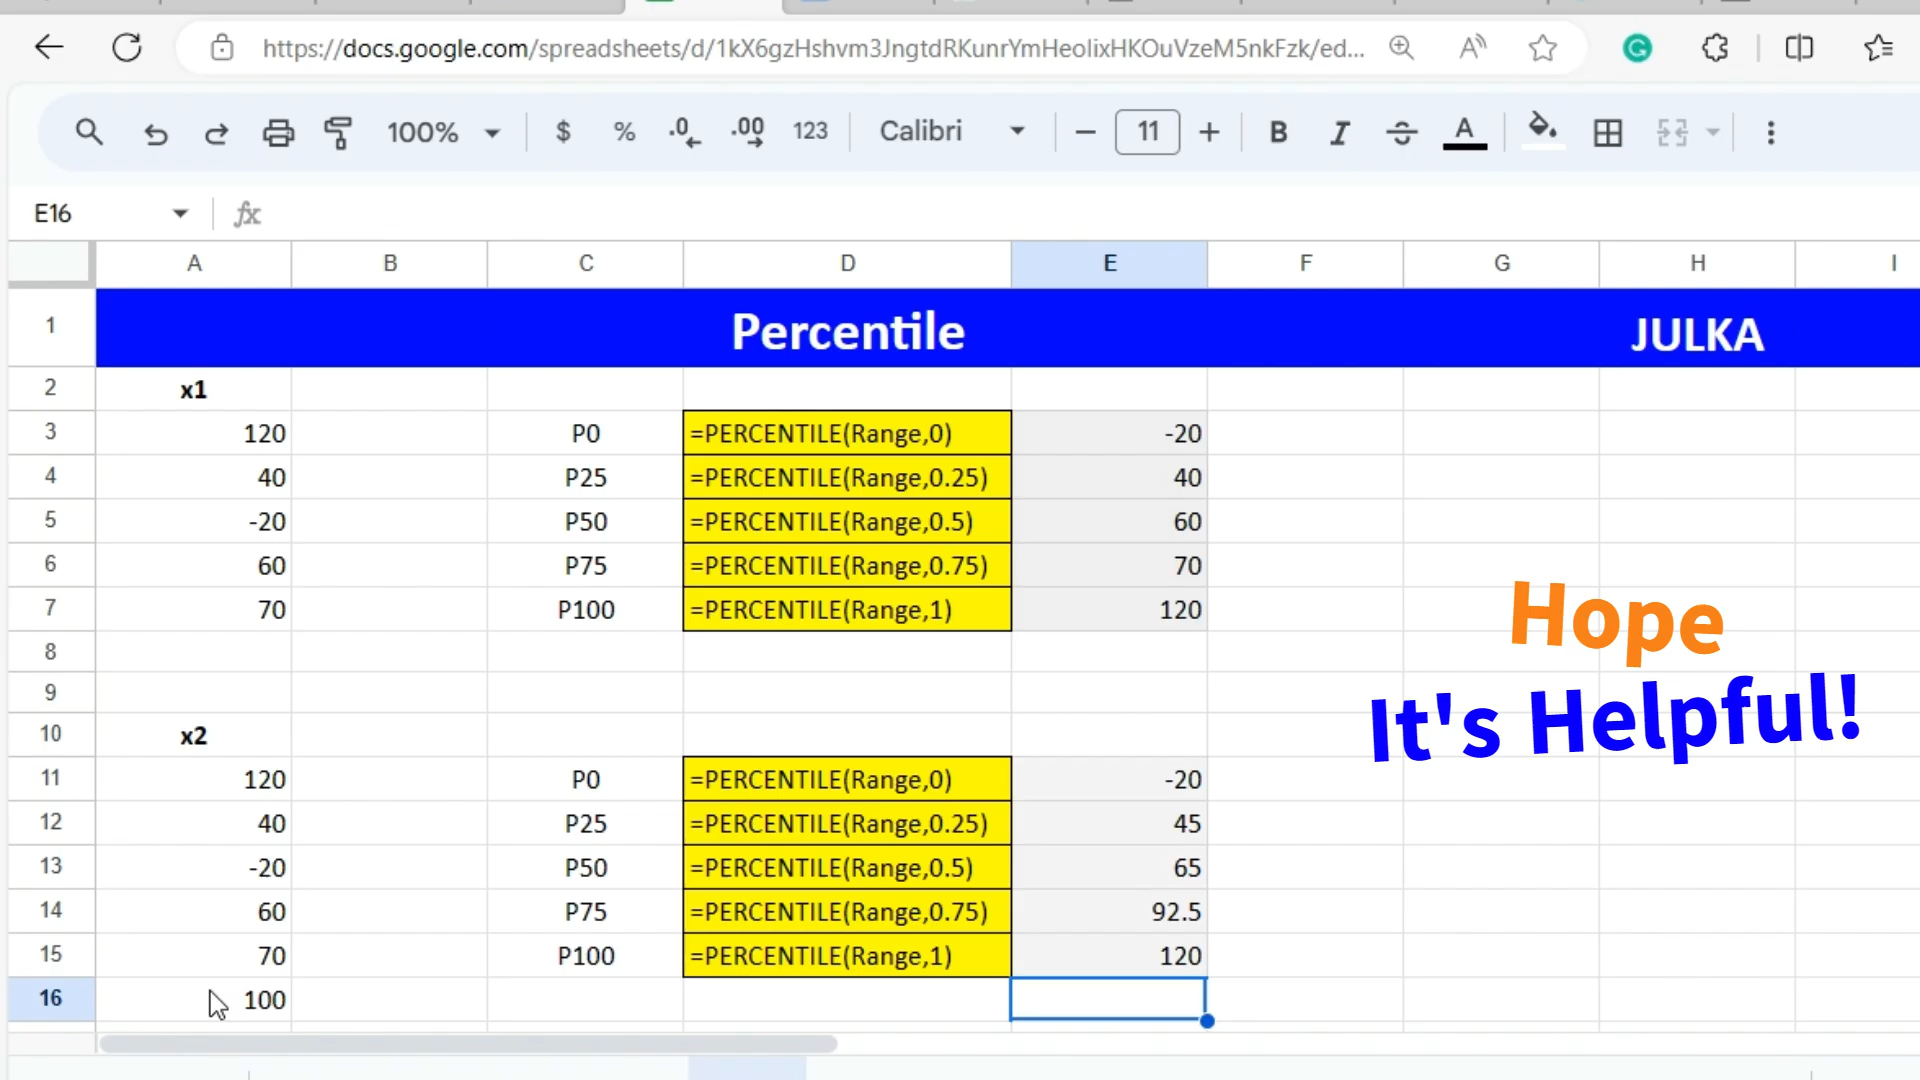 https://docs.google.com/spreadsheets/d/1kX6gzHshvm3JngtdRKunrYmHeolixHKOuVzeM5nkFzk/ed...
100% $ % .0 .00 123 Calibri 11 B I A
E16 fx
A B C D E F G H I
1 Percentile JULKA
2 x1
3 120 P0 =PERCENTILE(Range,0) -20
4 40 P25 =PERCENTILE(Range,0.25) 40
5 -20 P50 =PERCENTILE(Range,0.5) 60
6 60 P75 =PERCENTILE(Range,0.75) 70
7 70 P100 =PERCENTILE(Range,1) 120
8
9
Hope
It's Helpful!
10 x2
11 120 P0 =PERCENTILE(Range,0) -20
12 40 P25 =PERCENTILE(Range,0.25) 45
13 -20 P50 =PERCENTILE(Range,0.5) 65
14 60 P75 =PERCENTILE(Range,0.75) 92.5
15 70 P100 =PERCENTILE(Range,1) 120
16 100